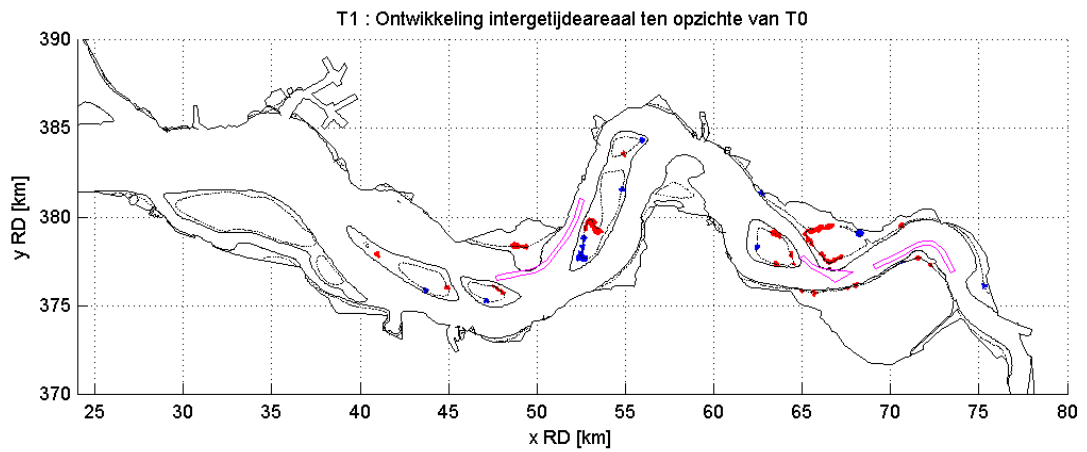 T1 : Ontwikkeling intergetijdeareaal ten opzichte van T0
390
385
380
375
370
y RD [km]
25 30 35 40 45 50 55 60 65 70 75 80
x RD [km]